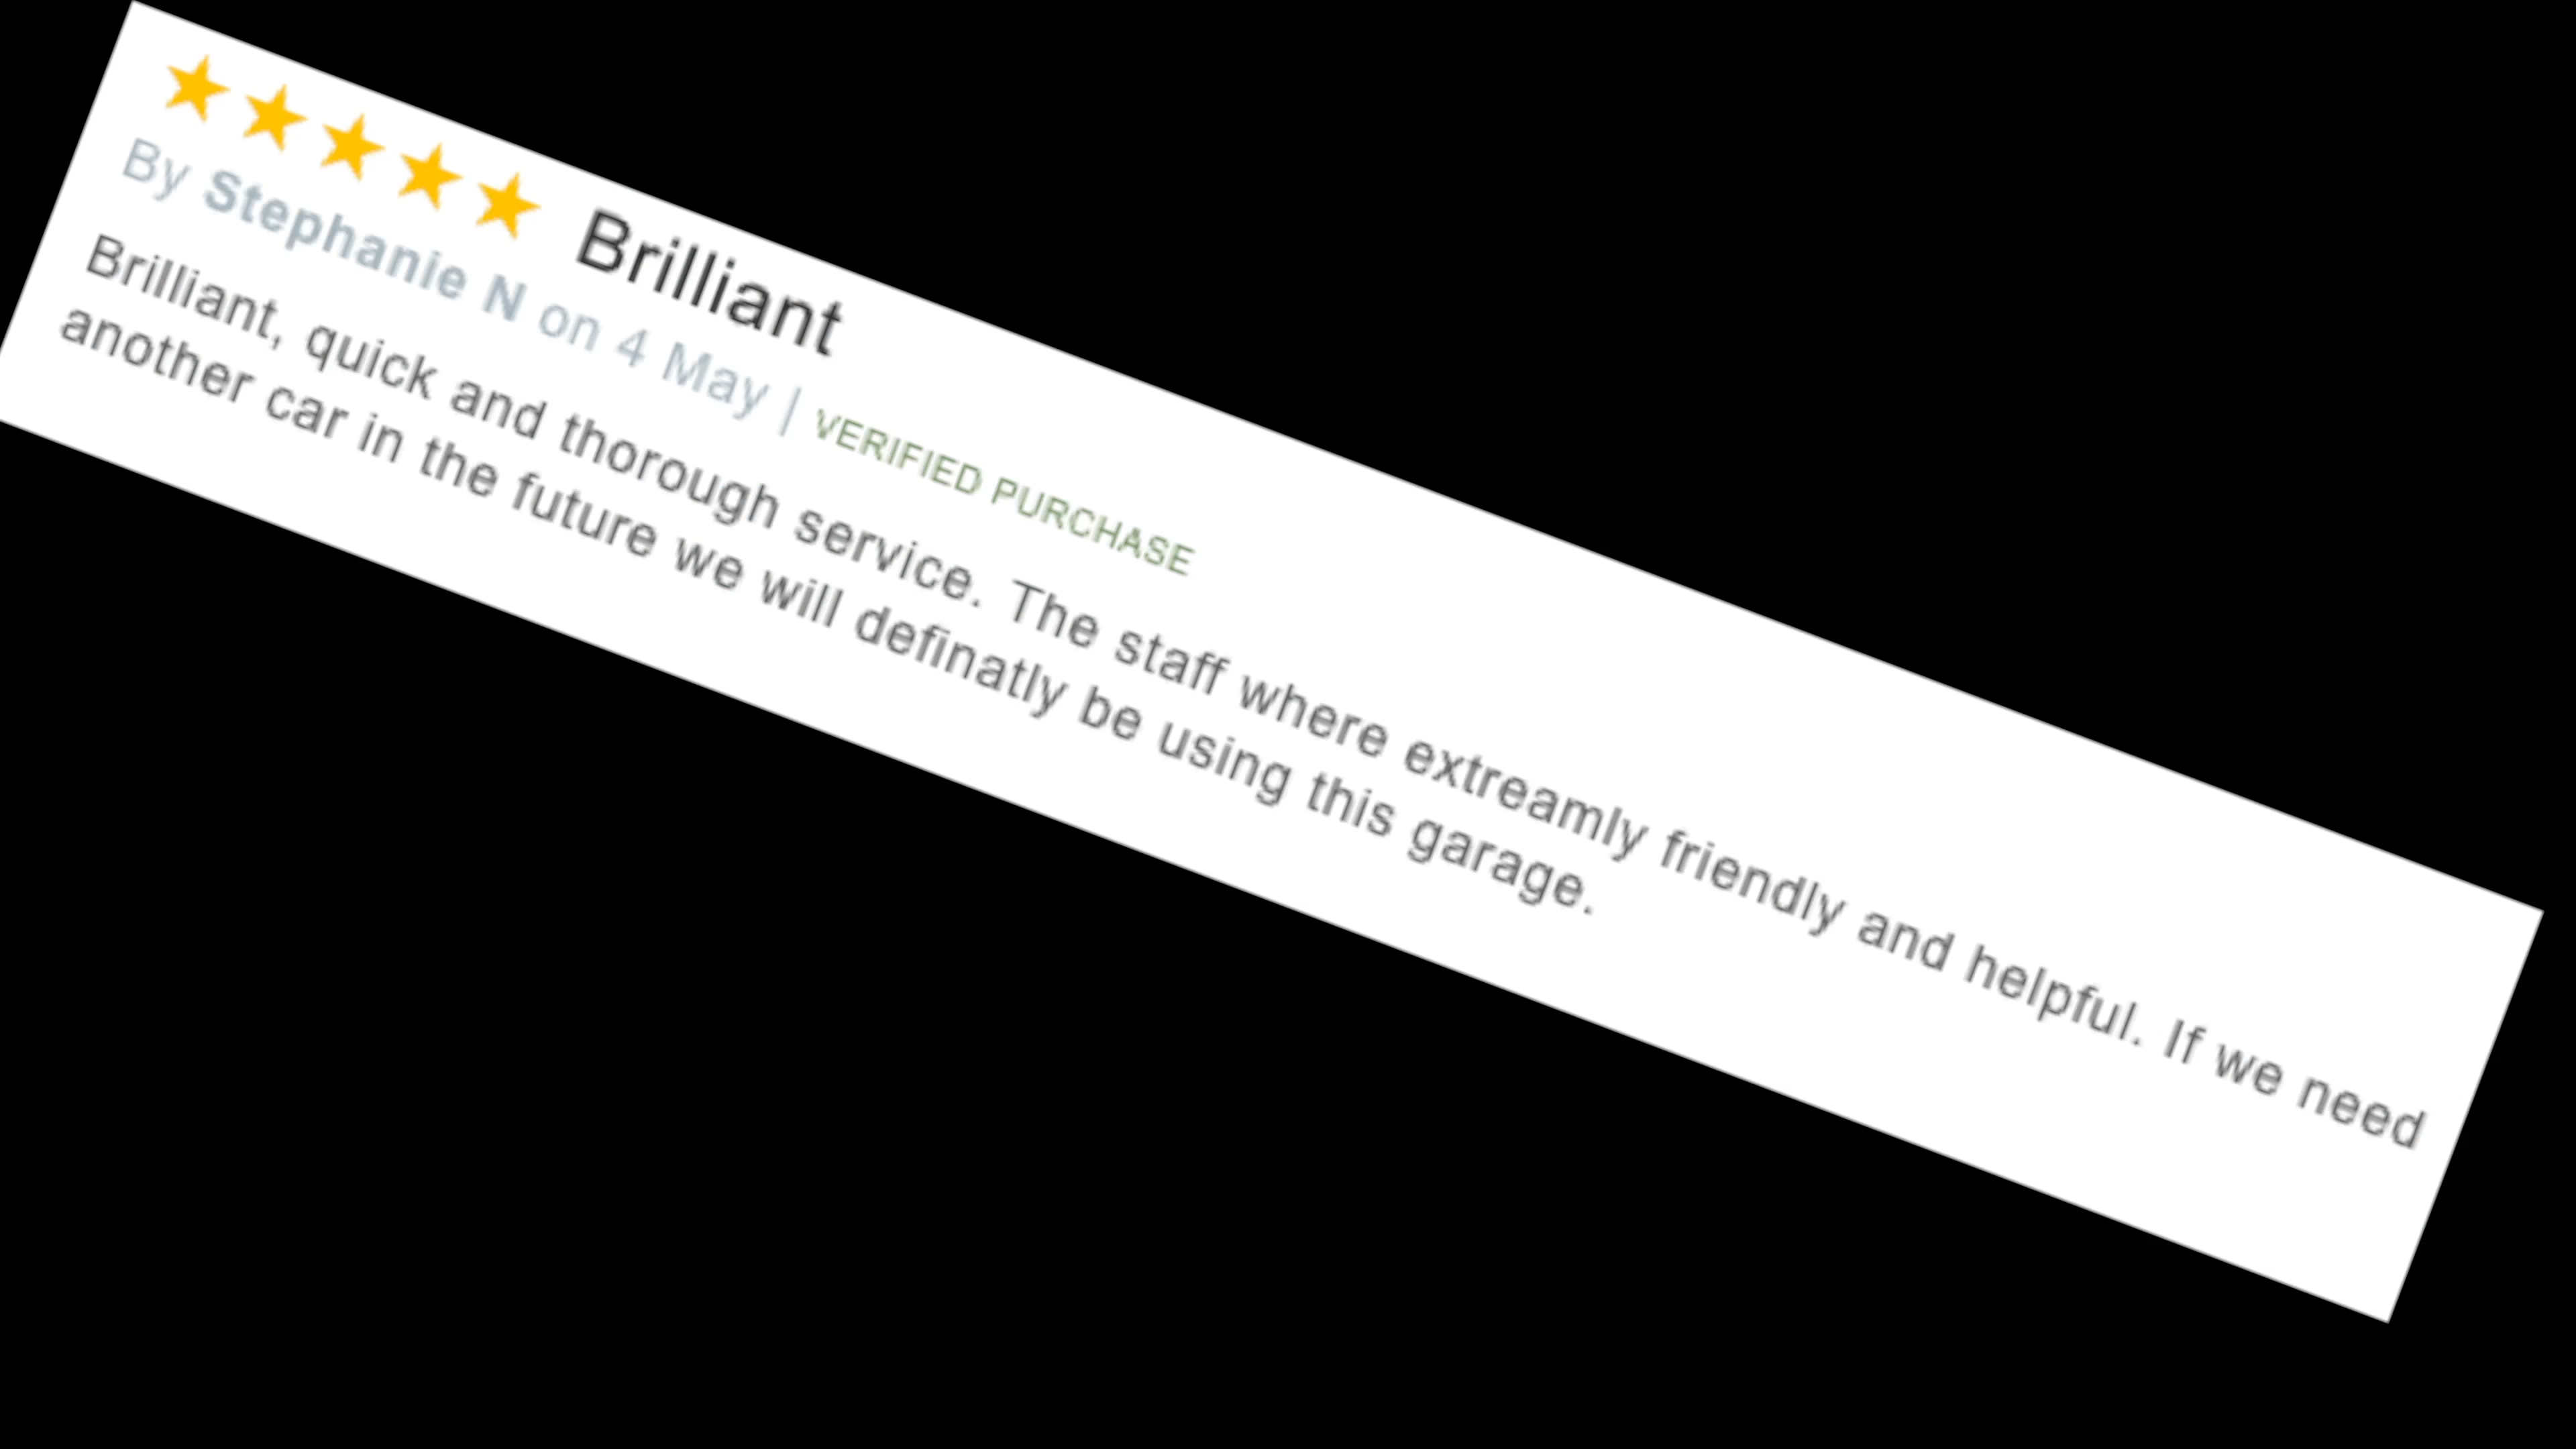 Brilliant
By Stephanie N on 4 May | VERIFIED PURCHASE
Brilliant, quick and thorough service. The staff where extreamly friendly and helpful. If we need
another car in the future we will definatly be using this garage.